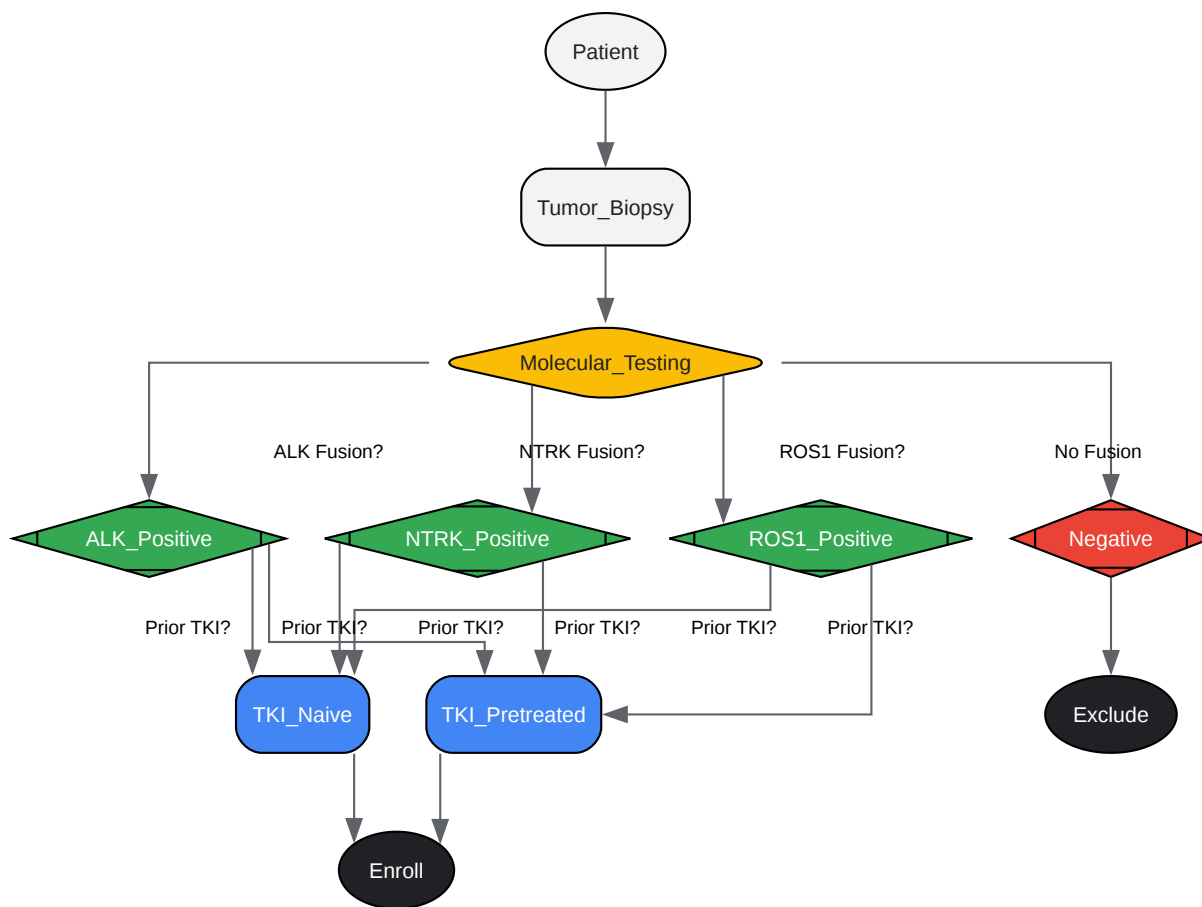 Patient
Tumor_Biopsy
Molecular_Testing
ALK Fusion?
NTRK Fusion?
ROS1 Fusion?
No Fusion
ALK_Positive
NTRK_Positive
ROS1_Positive
Negative
Prior TKI?
Prior TKI?
Prior TKI?
Prior TKI?
Prior TKI?
Prior TKI?
TKI_Naive
TKI_Pretreated
Exclude
Enroll